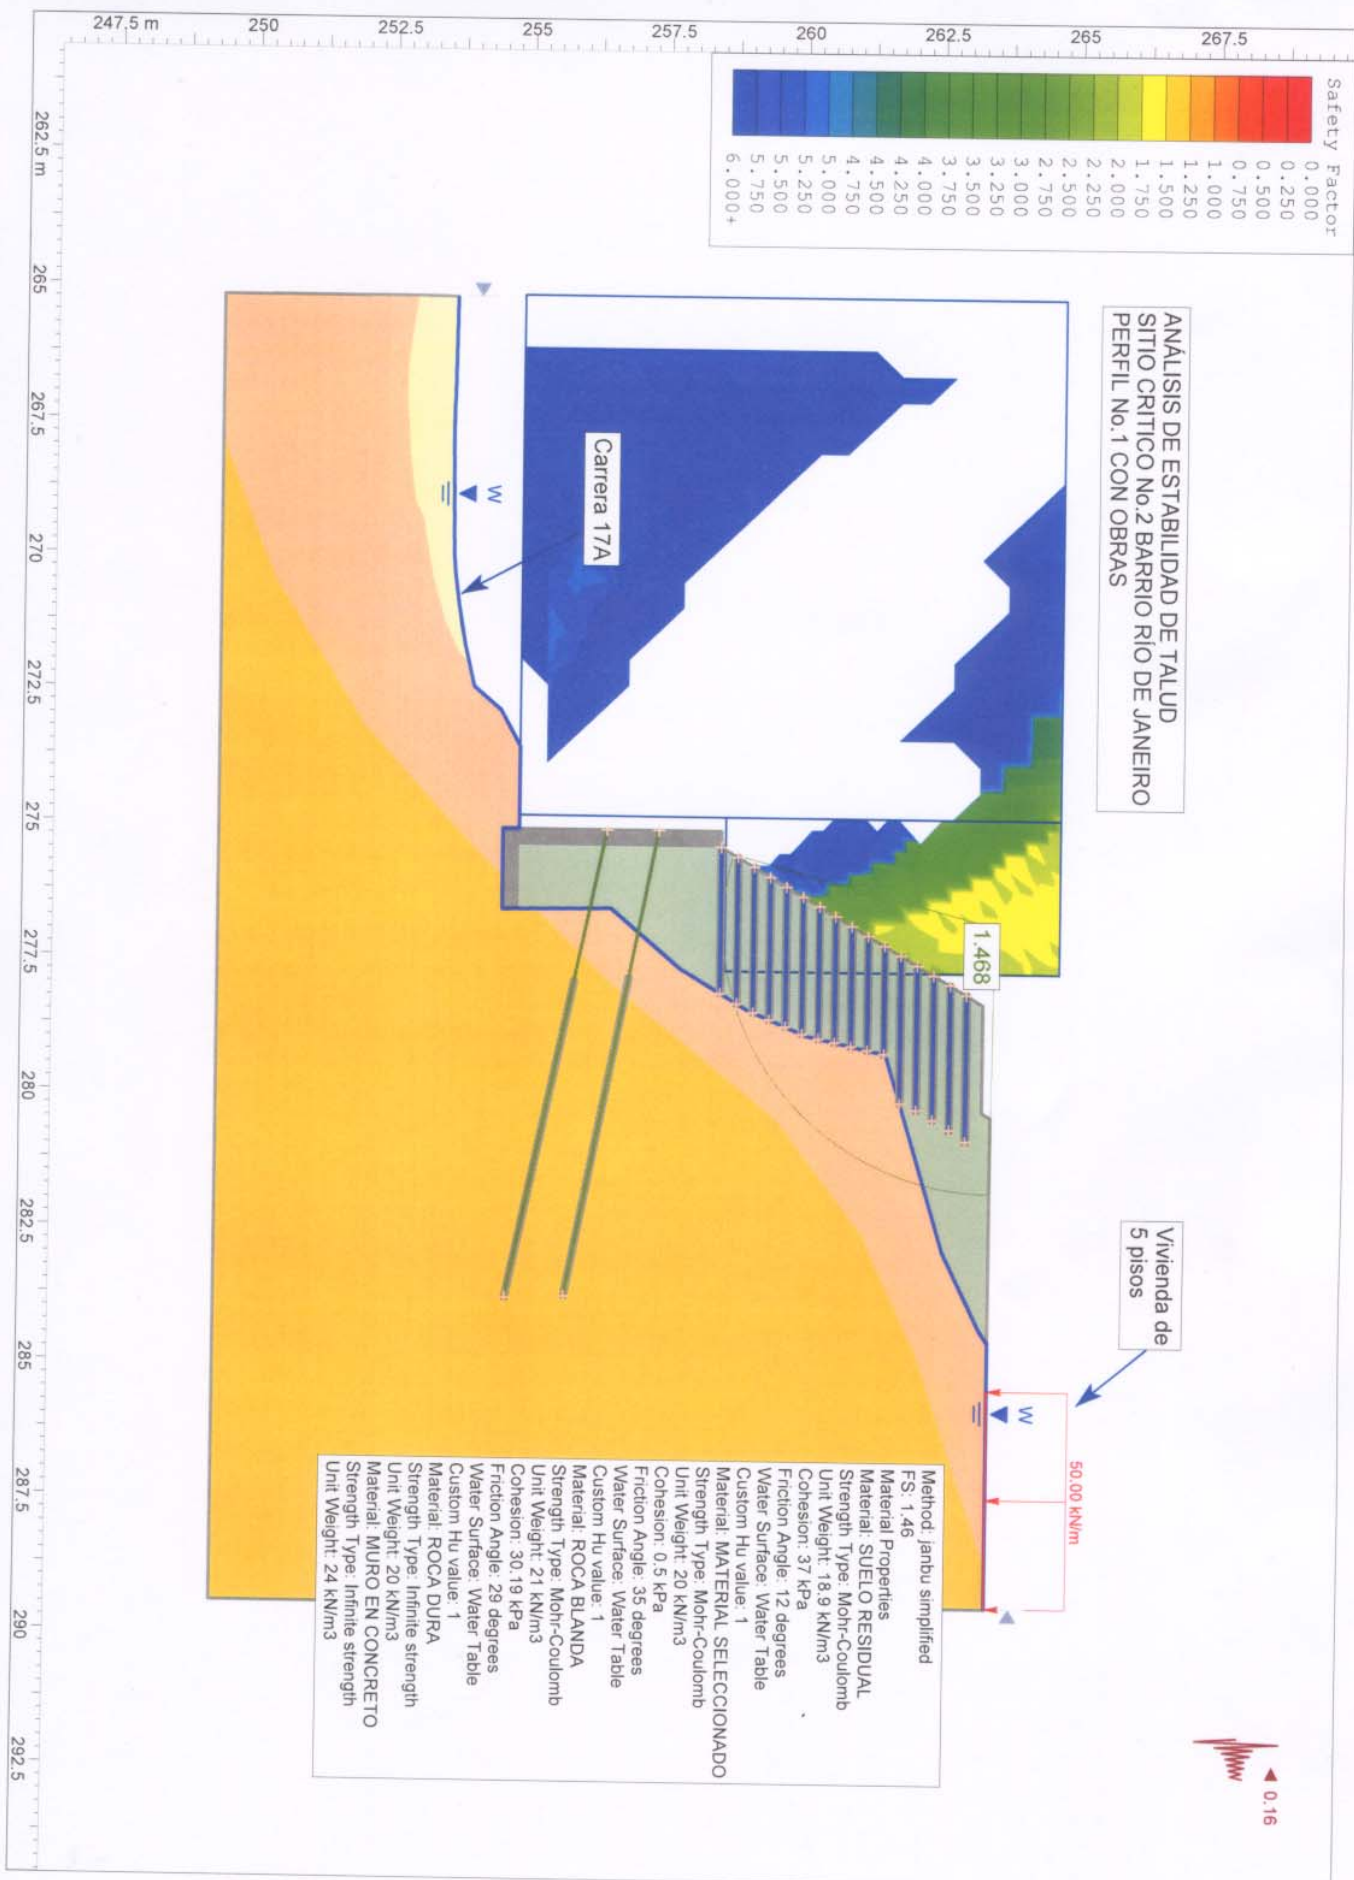 Safety Factor
0.000
0.250
0.500
0.750
1.000
1.250
1.500
1.750
2.000
2.250
2.500
2.750
3.000
3.250
3.500
3.750
4.000
4.250
4.500
4.750
5.000
5.250
5.500
5.750
6.000+
ANÁLISIS DE ESTABILIDAD DE TALUD
SITIO CRITICO No.2 BARRIO RÍO DE JANEIRO
PERFIL No.1 CON OBRAS
0.16
Vivienda de
5 pisos
50.00 kN/m
W
1.468
Carrera 17A
W
Method: janbu simplified
FS: 1.46
Material Properties
Material: SUELO RESIDUAL
Strength Type: Mohr-Coulomb
Unit Weight: 18.9 kN/m3
Cohesion: 37 kPa
Friction Angle: 12 degrees
Water Surface: Water Table
Custom Hu value: 1
Material: MATERIAL SELECCIONADO
Strength Type: Mohr-Coulomb
Unit Weight: 20 kN/m3
Cohesion: 0.5 kPa
Friction Angle: 35 degrees
Water Surface: Water Table
Custom Hu value: 1
Material: ROCA BLANDA
Strength Type: Mohr-Coulomb
Unit Weight: 21 kN/m3
Cohesion: 30.19 kPa
Friction Angle: 29 degrees
Water Surface: Water Table
Custom Hu value: 1
Material: ROCA DURA
Strength Type: Infinite strength
Unit Weight: 20 kN/m3
Material: MURO EN CONCRETO
Strength Type: Infinite strength
Unit Weight: 24 kN/m3
267.5
265
262.5
260
257.5
255
252.5
250
247.5 m
262.5 m
265
267.5
270
272.5
275
277.5
280
282.5
285
287.5
290
292.5